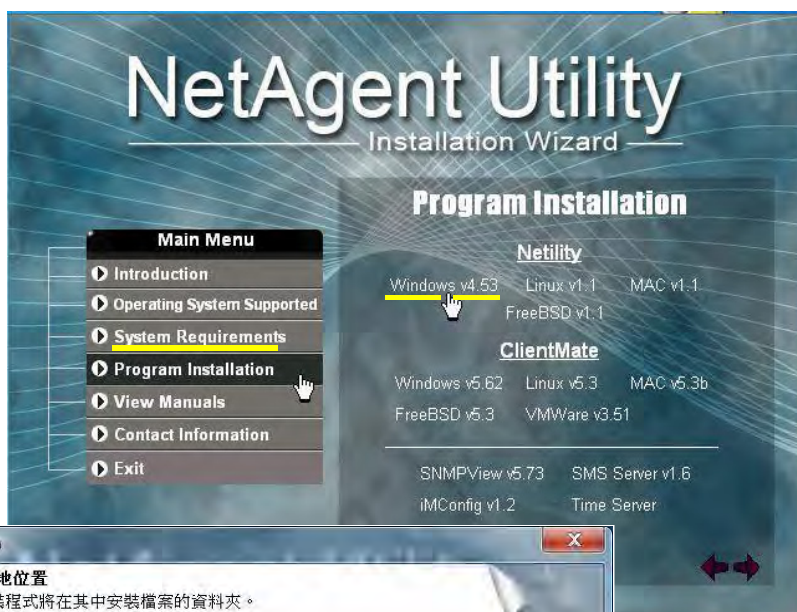 NetAgent Utility
Installation Wizard
Main Menu
Introduction
Operating System Supported
System Requirements
Program Installation
View Manuals
Contact Information
Exit
Program Installation
Netility
Windows v4.53 Linux v1.1 MAC v1.1
FreeBSD v1.1
ClientMate
Windows v5.62 Linux v5.3 MAC v5.3b
FreeBSD v5.3 VMWare v3.51
SNMPView v5.73 SMS Server v1.6
iMConfig v1.2 Time Server
地位置
程式將在其中安裝檔案的資料夾。